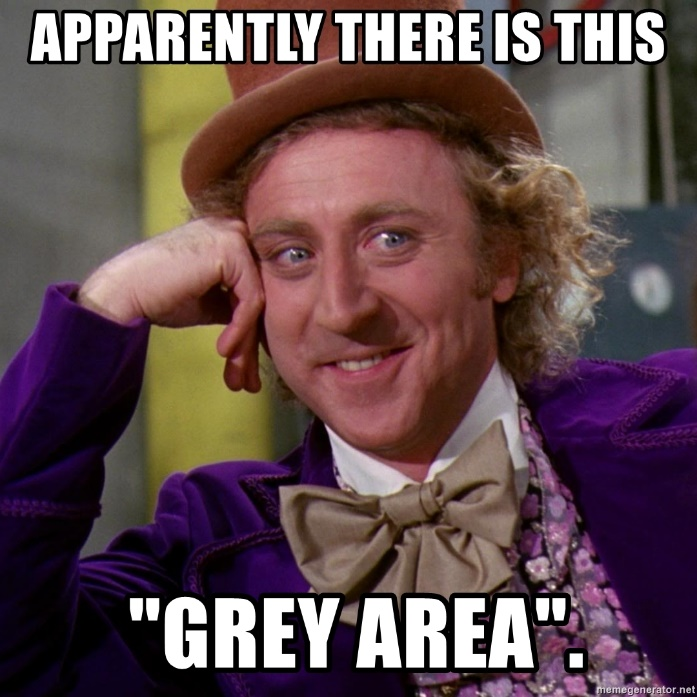 APPARENTLY THERE IS THIS
"GREY AREA".
memegenerator.net